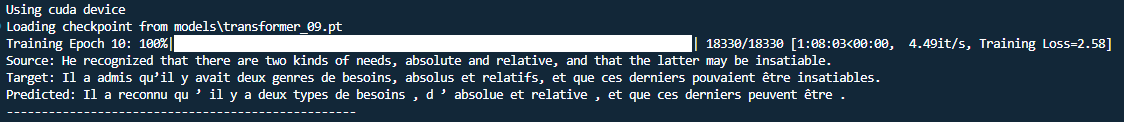 Using cuda device
Loading checkpoint from models\transformer_09.pt
Training Epoch 10: 100%|██████████| 18330/18330 [1:08:03<00:00,  4.49it/s, Training Loss=2.58]
Source: He recognized that there are two kinds of needs, absolute and relative, and that the latter may be insatiable.
Target: Il a admis qu’il y avait deux genres de besoins, absolus et relatifs, et que ces derniers pouvaient être insatiables.
Predicted: Il a reconnu qu ’ il y a deux types de besoins , d ’ absolue et relative , et que ces derniers peuvent être .
--------------------------------------------------